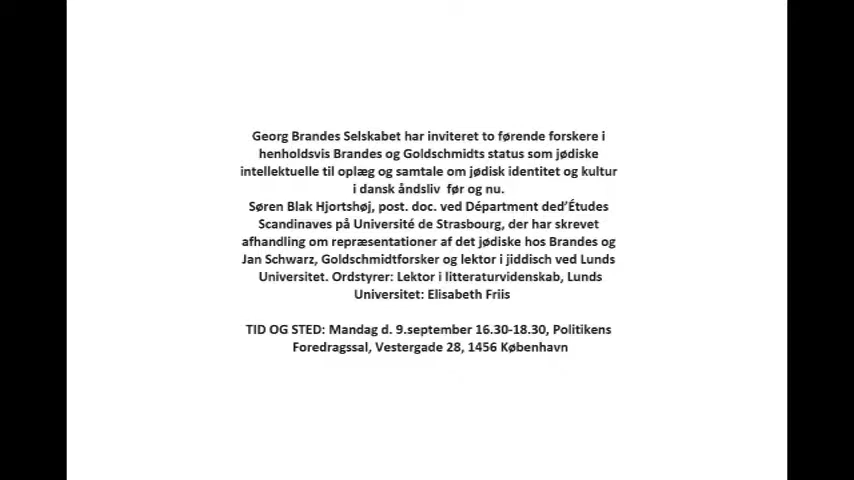 Georg Brandes Selskabet har inviteret to førende forskere i
henholdsvis Brandes og Goldschmidts status som jødiske
intellektuelle til oplæg og samtale om jødisk identitet og kultur
i dansk åndsliv før og nu.
Søren Blak Hjortshøj, post. doc. ved Départment ded’Études
Scandinaves på Université de Strasbourg, der har skrevet
afhandling om repræsentationer af det jødiske hos Brandes og
Jan Schwarz, Goldschmidtforsker og lektor i jiddisch ved Lunds
Universitet. Ordstyrer: Lektor i litteraturvidenskab, Lunds
Universitet: Elisabeth Friis
TID OG STED: Mandag d. 9.september 16.30-18.30, Politikens
Foredragssal, Vestergade 28, 1456 København